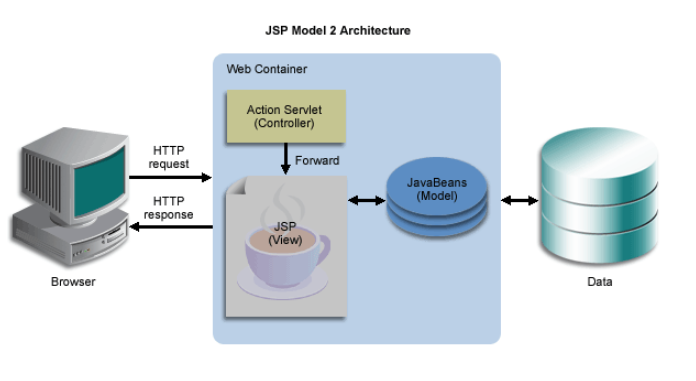 JSP Model 2 Architecture
Web Container
Action Servlet
(Controller)
HTTP
request
Forward
JavaBeans
(Model)
HTTP
response
JSP
(View)
Browser
Data